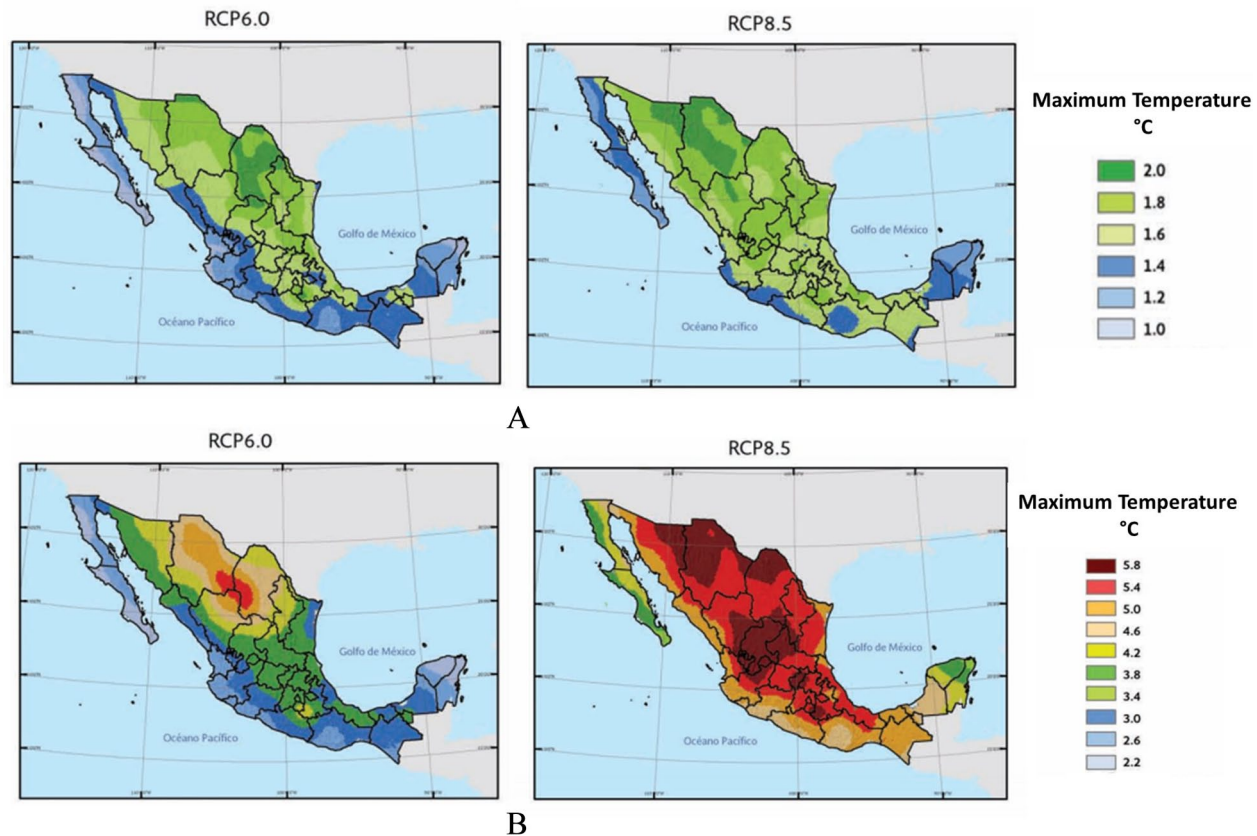 RCP6.0
RCP8.5
Golfo de México
Océano Pacífico
Golfo de México
Océano Pacífico
Maximum Temperature
°C
2.0
1.8
1.6
1.4
1.2
1.0
A
RCP6.0
RCP8.5
Golfo de México
Océano Pacífico
Golfo de México
Océano Pacífico
Maximum Temperature
°C
5.8
5.4
5.0
4.6
4.2
3.8
3.4
3.0
2.6
2.2
B